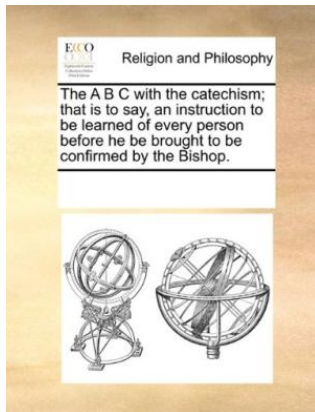 ECCO
Religion and Philosophy
The A B C with the catechism;
that is to say, an instruction to
be learned of every person
before he be brought to be
confirmed by the Bishop.